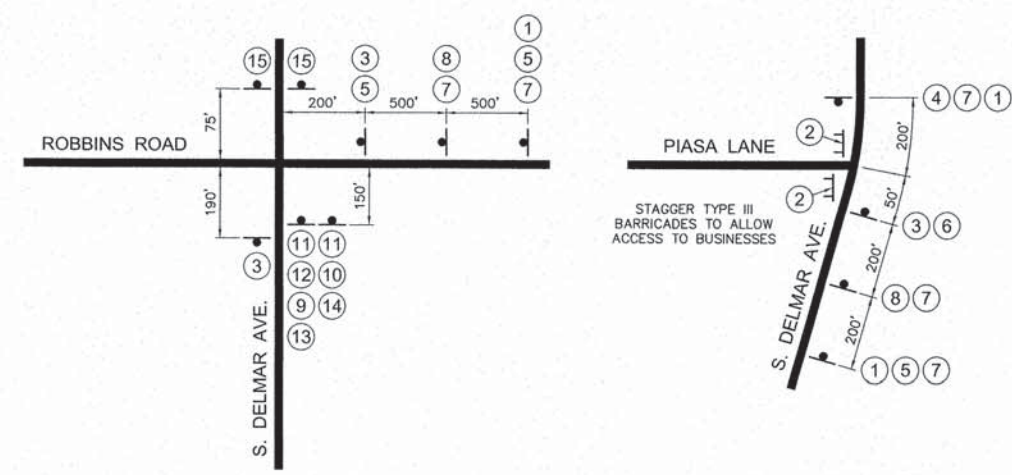 1
15 15 3 8 5
5 7 7
200' 500' 500'
75'
ROBBINS ROAD
190'
150'
11 11
3 12 10
9 14
13
S. DELMAR AVE.
4 7 1
2
200'
PIASA LANE
2
50'
STAGGER TYPE III
BARRICADES TO ALLOW
ACCESS TO BUSINESSES
3 6
200'
8 7
200'
S. DELMAR AVE.
1 5 7